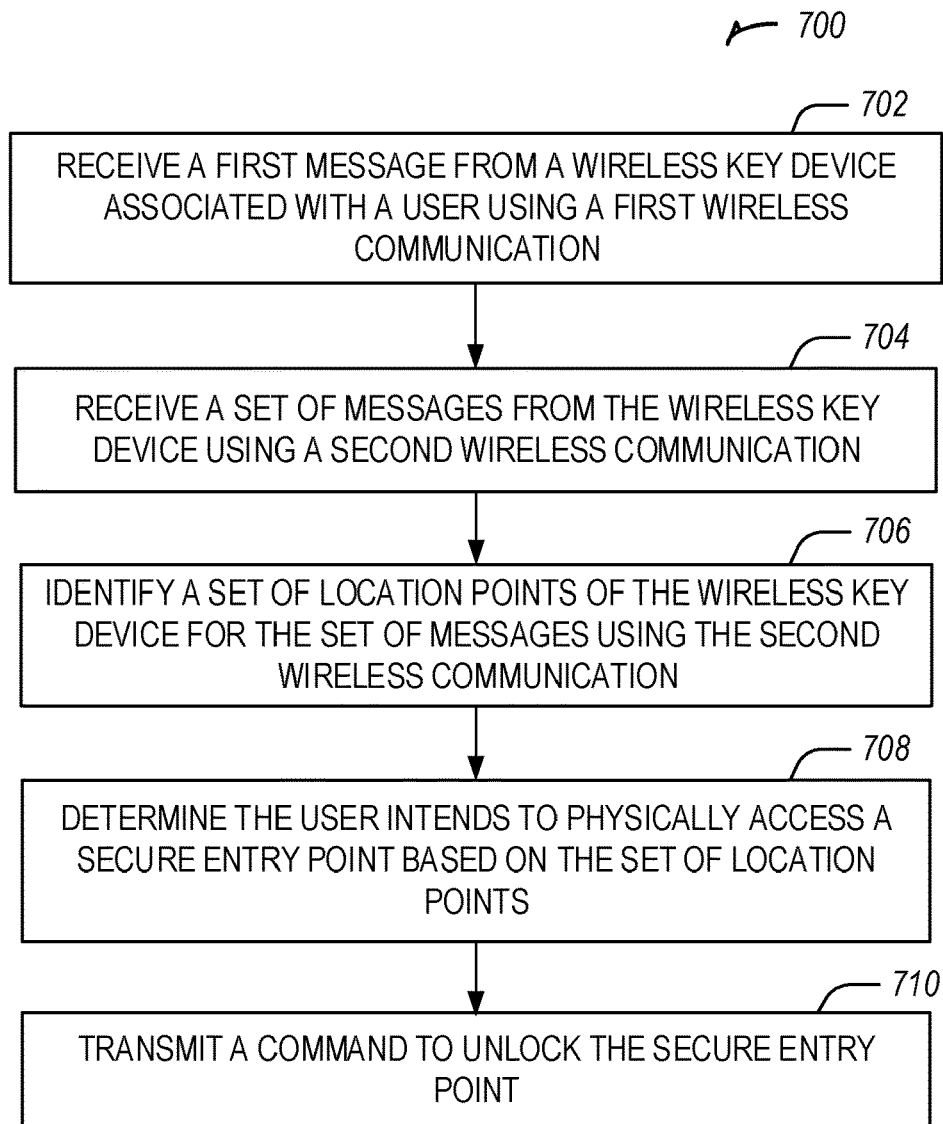 700
702
RECEIVE A FIRST MESSAGE FROM A WIRELESS KEY DEVICE
ASSOCIATED WITH A USER USING A FIRST WIRELESS
COMMUNICATION
704
RECEIVE A SET OF MESSAGES FROM THE WIRELESS KEY
DEVICE USING A SECOND WIRELESS COMMUNICATION
706
IDENTIFY A SET OF LOCATION POINTS OF THE WIRELESS KEY
DEVICE FOR THE SET OF MESSAGES USING THE SECOND
WIRELESS COMMUNICATION
708
DETERMINE THE USER INTENDS TO PHYSICALLY ACCESS A
SECURE ENTRY POINT BASED ON THE SET OF LOCATION
POINTS
710
TRANSMIT A COMMAND TO UNLOCK THE SECURE ENTRY
POINT